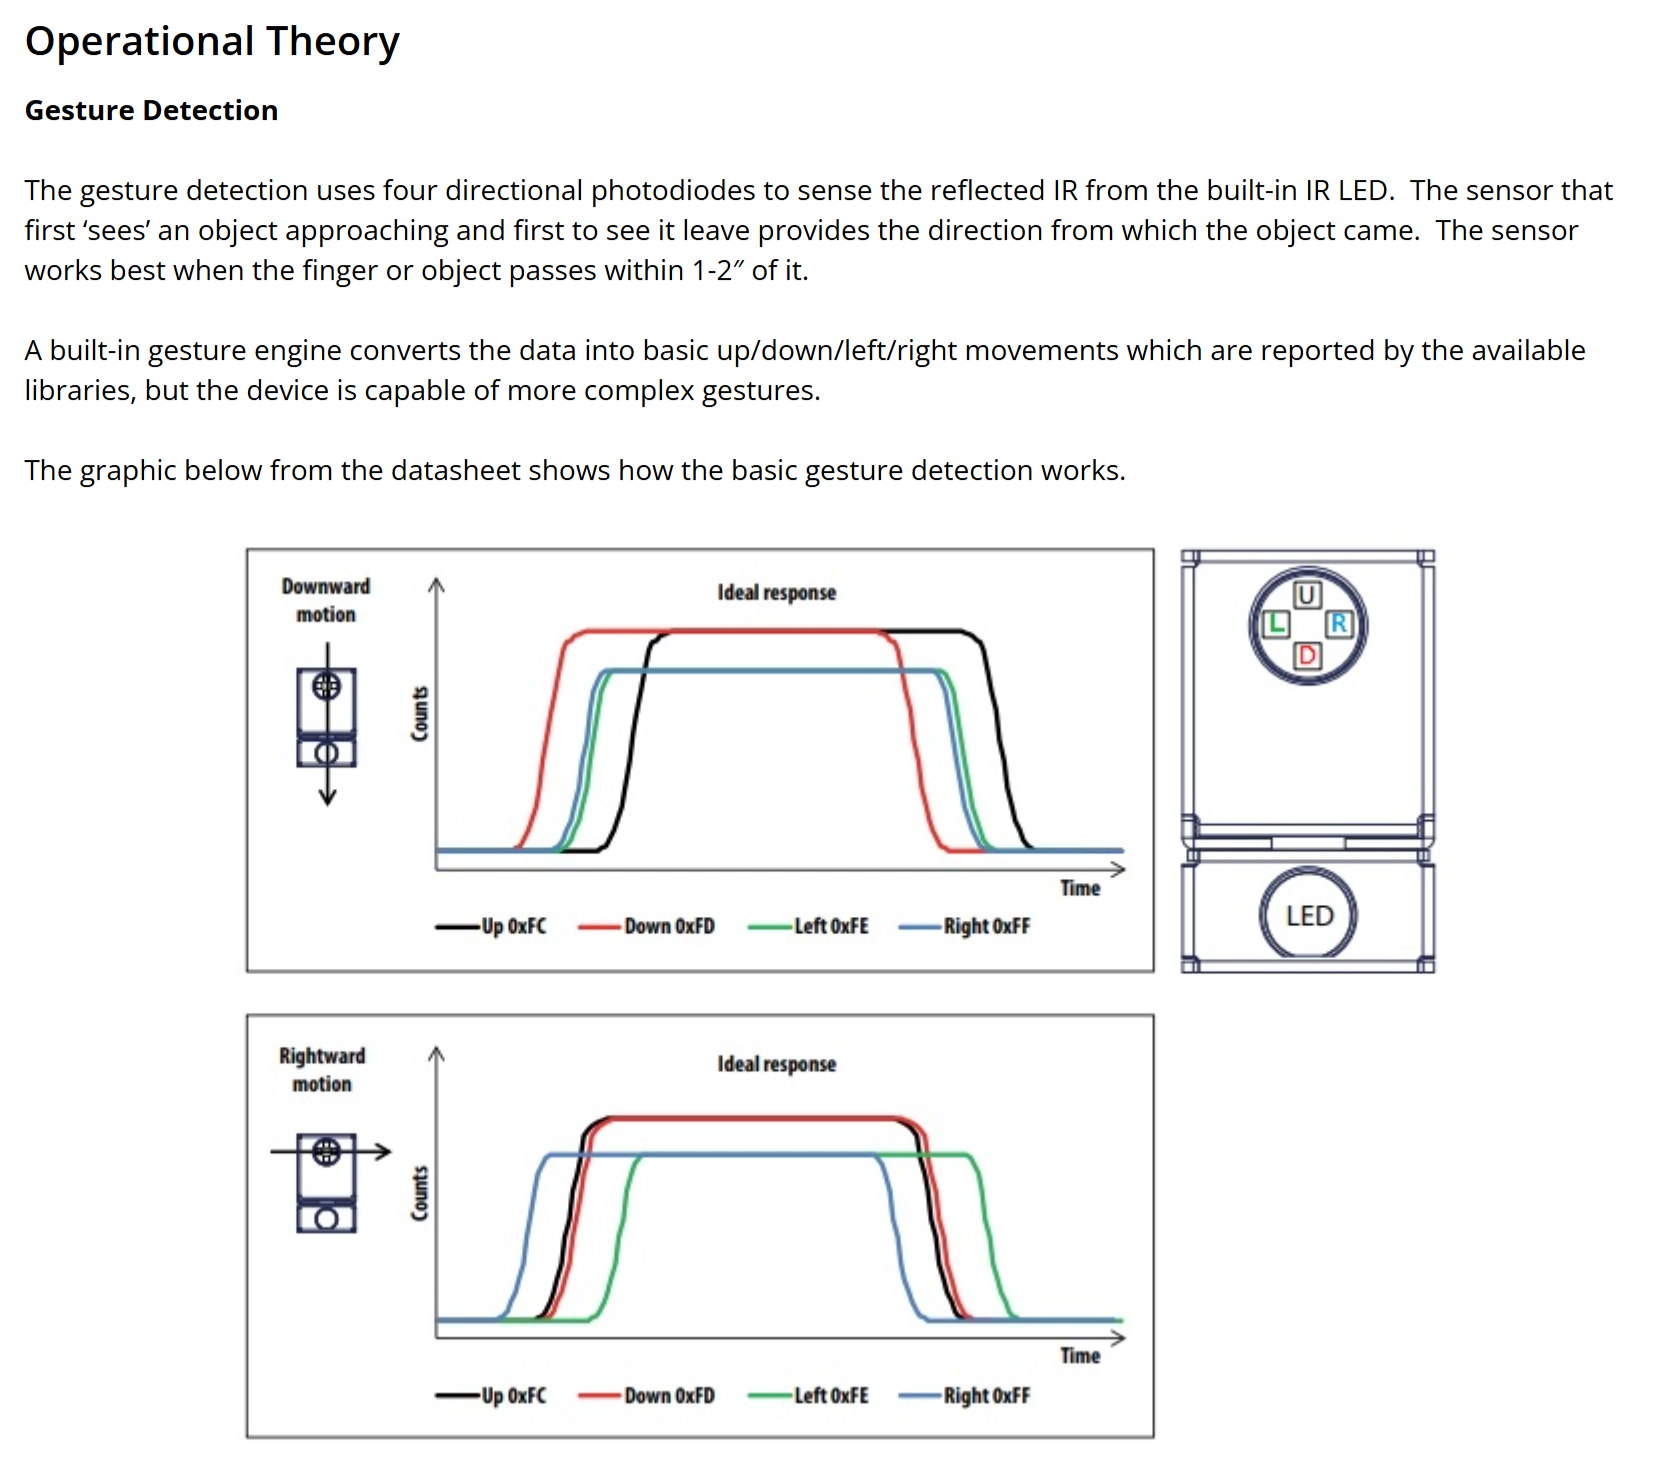 Operational Theory
Gesture Detection
The gesture detection uses four directional photodiodes to sense the reflected IR from the built-in IR LED.  The sensor that
first ‘sees’ an object approaching and first to see it leave provides the direction from which the object came.  The sensor
works best when the finger or object passes within 1-2″ of it.
A built-in gesture engine converts the data into basic up/down/left/right movements which are reported by the available
libraries, but the device is capable of more complex gestures.
The graphic below from the datasheet shows how the basic gesture detection works.
Downward
motion
Ideal response
Counts
Time
Up 0xFC Down 0xFD Left 0xFE Right 0xFF
U
L R
D
LED
Rightward
motion
Ideal response
Counts
Time
Up 0xFC Down 0xFD Left 0xFE Right 0xFF